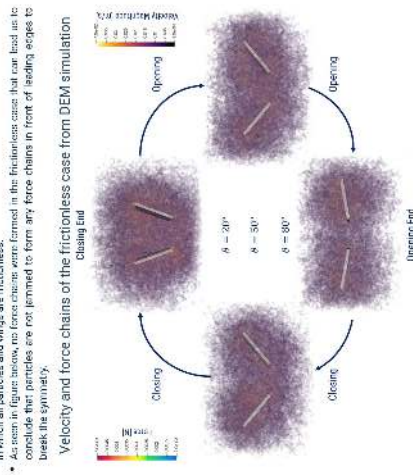 in which all particles and wings are frictionless.
• As seen in figure below, no force chains were formed in the frictionless case that can lead us to
conclude that particles are not jammed to form any force chains in front of leading edges to
break the symmetry.
Velocity and force chains of the frictionless case from DEM simulation
Closing End
Velocity Magnitude [m/s]
Opening
Closing
Force [N]
θ = 20°
θ = 50°
θ = 80°
Opening
Closing
Opening End